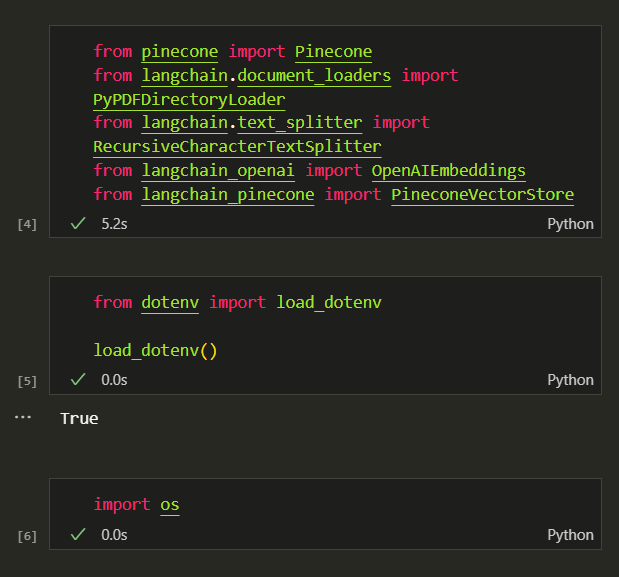 from pinecone import Pinecone
from langchain.document_loaders import
PyPDFDirectoryLoader
from langchain.text_splitter import
RecursiveCharacterTextSplitter
from langchain_openai import OpenAIEmbeddings
from langchain_pinecone import PineconeVectorStore
[4] ✓ 5.2s Python
from dotenv import load_dotenv
load_dotenv()
[5] ✓ 0.0s Python
... True
import os
[6] ✓ 0.0s Python